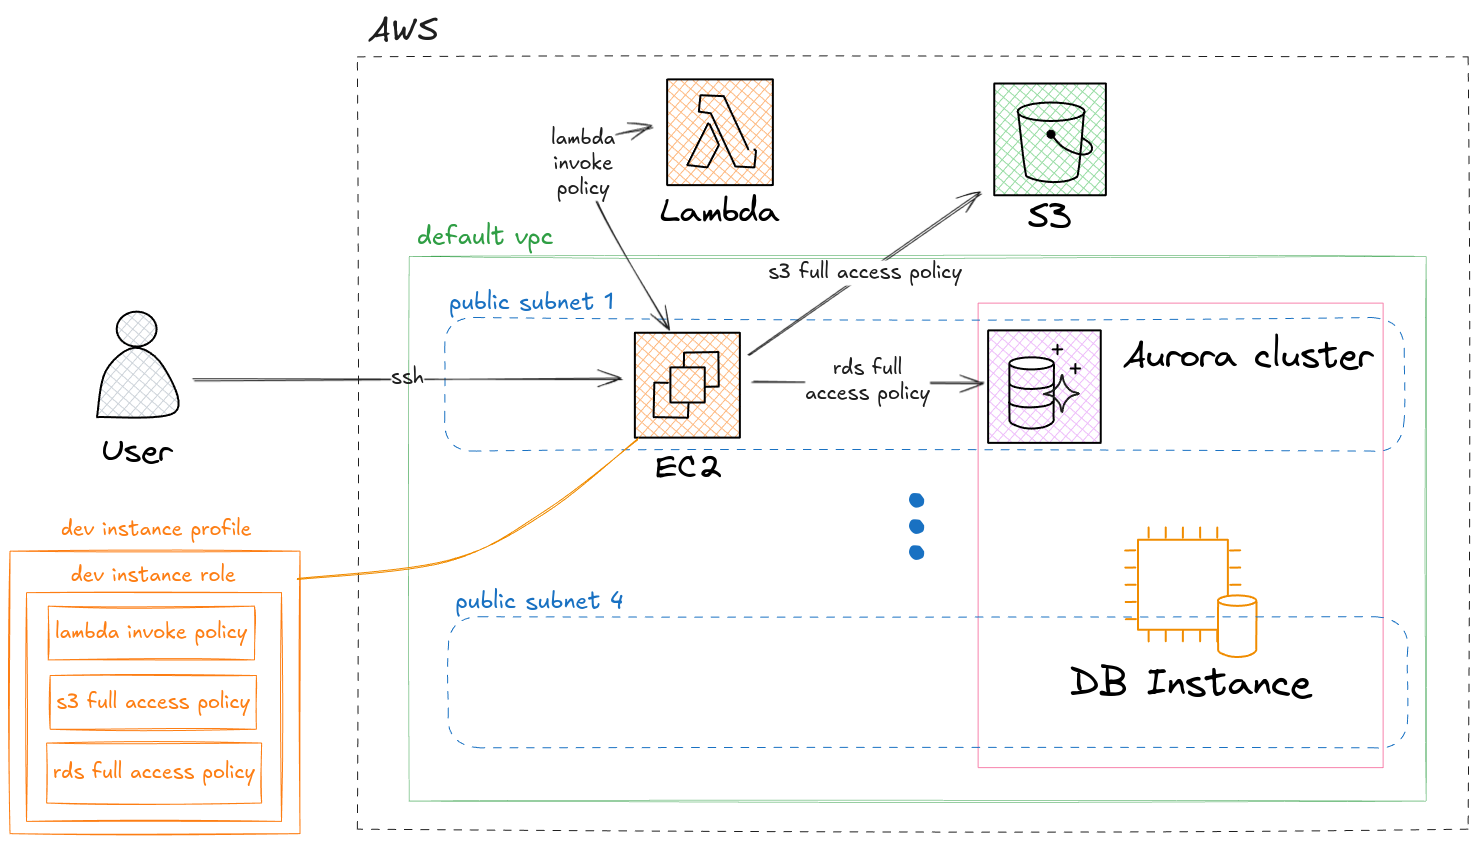 AWS
lambda
invoke
policy
Lambda
S3
default vpc
s3 full access policy
public subnet 1
ssh
rds full
access policy
Aurora cluster
User
EC2
dev instance profile
dev instance role
lambda invoke policy
s3 full access policy
rds full access policy
public subnet 4
DB Instance